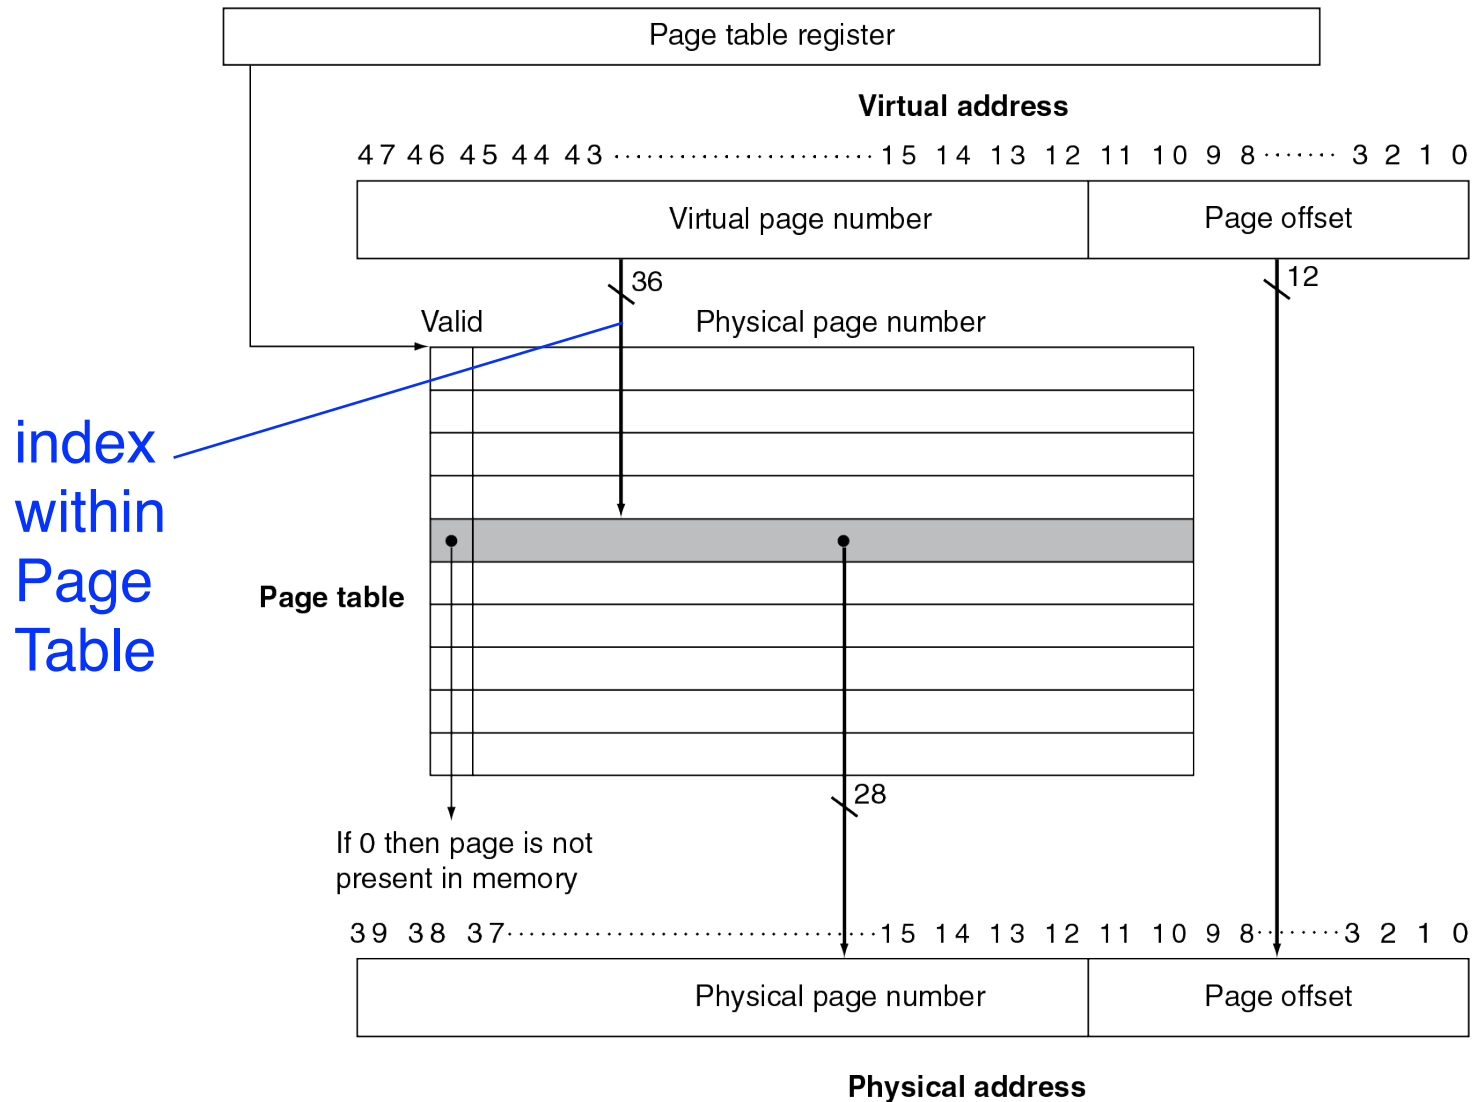 Page table register
Virtual address
47 46 45 44 43 ······················ 15 14 13 12 11 10 9 8 ······· 3 2 1 0
Virtual page number Page offset
36 12
Valid Physical page number
index
within
Page
Table
Page table
28
If 0 then page is not
present in memory
39 38 37 ································ 15 14 13 12 11 10 9 8 ········ 3 2 1 0
Physical page number Page offset
Physical address